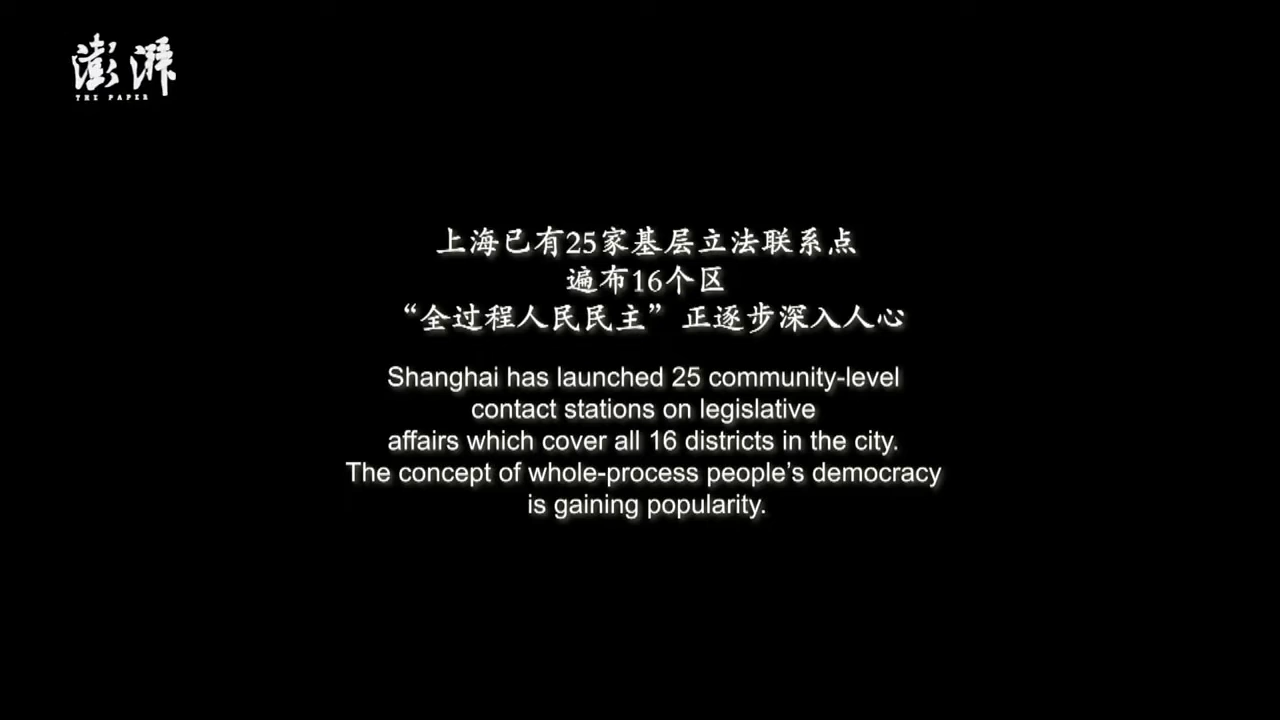 澎湃
THE PAPER
上海已有25家基层立法联系点
遍布16个区
“全过程人民民主”正逐步深入人心
Shanghai has launched 25 community-level
contact stations on legislative
affairs which cover all 16 districts in the city.
The concept of whole-process people’s democracy
is gaining popularity.